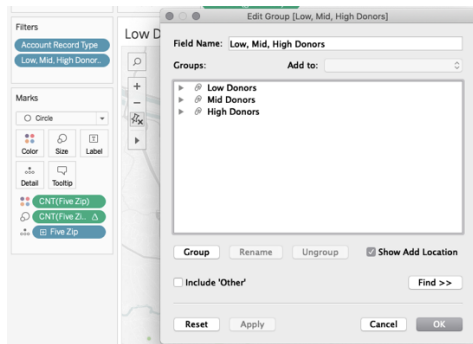 Filters
Account Record Type
Low, Mid, High Donor..
Marks
Circle
Color Size Label
Detail Tooltip
CNT(Five Zip)
CNT(Five Zi.. Δ
Five Zip
Low D
Edit Group [Low, Mid, High Donors]
Field Name: Low, Mid, High Donors
Groups: Add to:
Low Donors
Mid Donors
High Donors
Group Rename Ungroup Show Add Location
Include 'Other' Find >>
Reset Apply Cancel OK